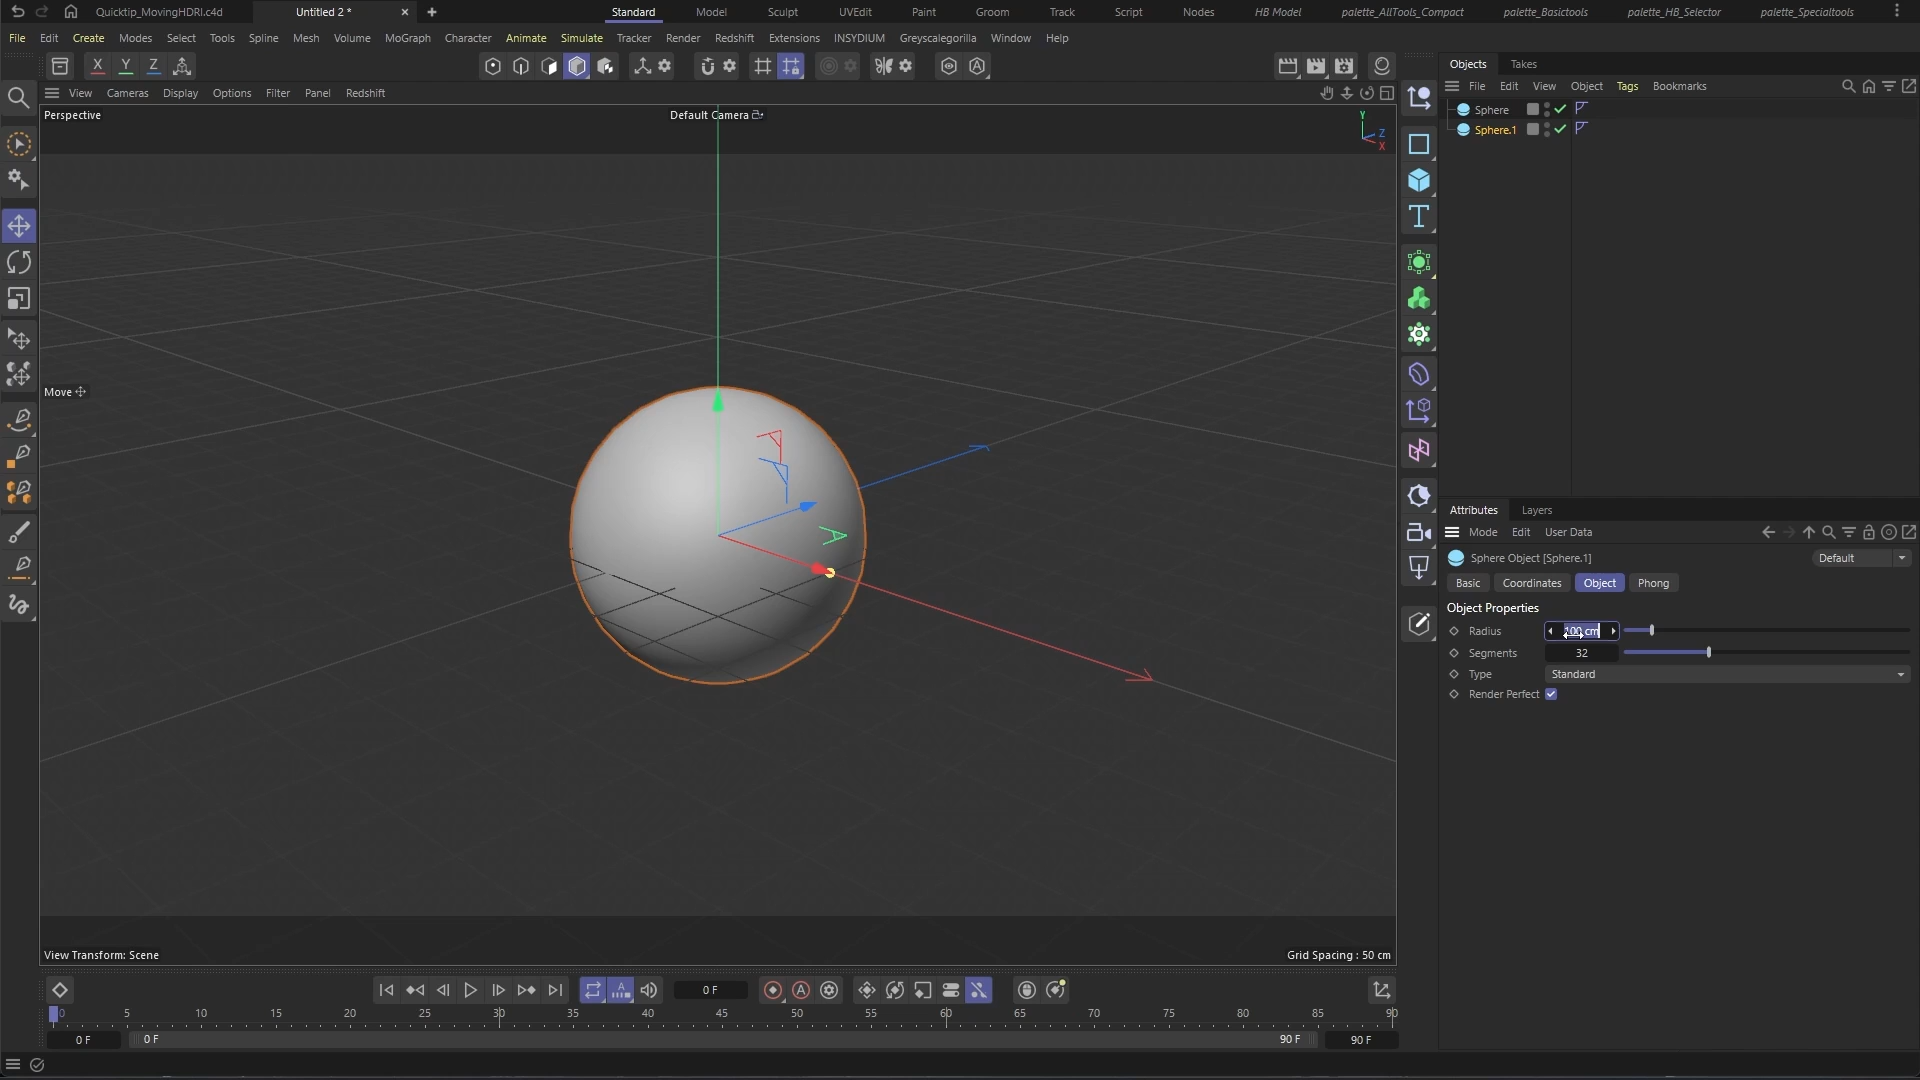 Quicktip_MovingHDRI.c4d Untitled 2 * × + Standard Model Sculpt UVEdit Paint Groom Track Script Nodes HB Model palette_AllTools_Compact palette_Basictools palette_HB_Selector palette_Specialtools
File Edit Create Modes Select Tools Spline Mesh Volume MoGraph Character Animate Simulate Tracker Render Redshift Extensions INSYDIUM Greyscalegorilla Window Help
X Y Z
Objects Takes
View Cameras Display Options Filter Panel Redshift
File Edit View Object Tags Bookmarks
Perspective Default Camera
Y
Z
X
Sphere
Sphere.1
Move
Attributes Layers
Mode Edit User Data
Sphere Object [Sphere.1] Default
Basic Coordinates Object Phong
Object Properties
Radius 100 cm
Segments 32
Type Standard
Render Perfect
View Transform: Scene Grid Spacing : 50 cm
0 F
0 5 10 15 20 25 30 35 40 45 50 55 60 65 70 75 80 85 90
0 F 0 F 90 F 90 F